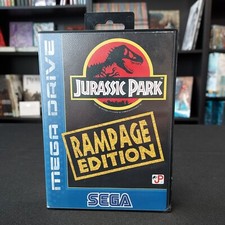 JURASSIC PARK
RAMPAGE
EDITION
MEGA DRIVE
SEGA